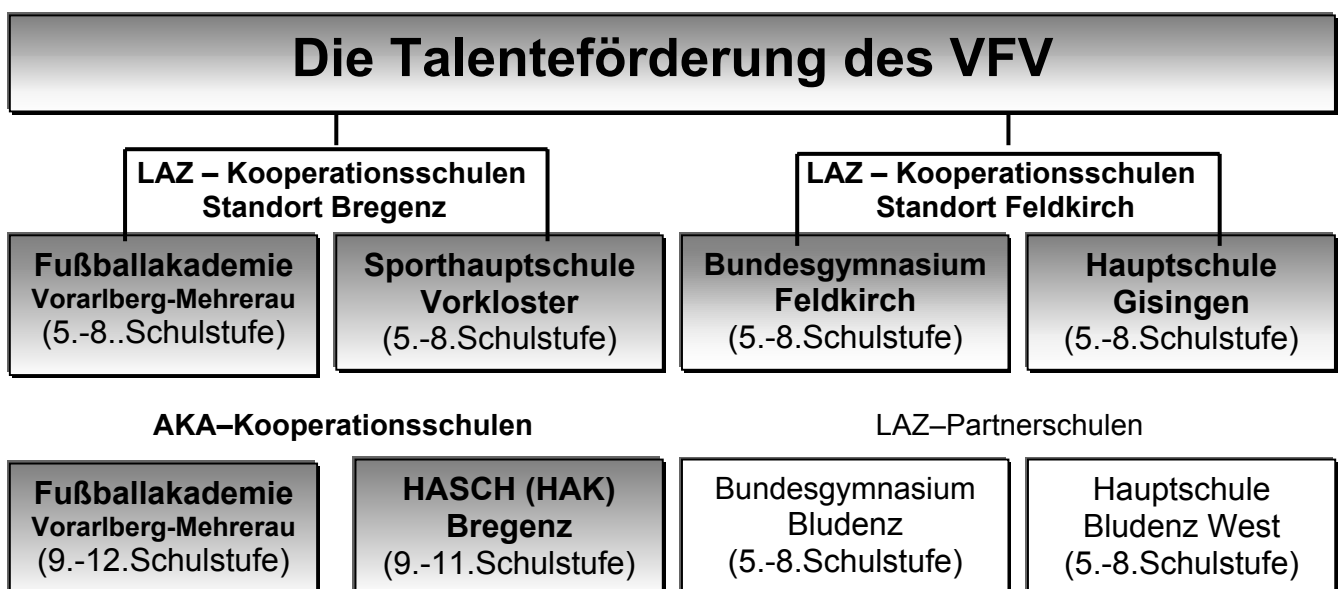 Die Talenteförderung des VFV
LAZ – Kooperationsschulen
Standort Bregenz
LAZ – Kooperationsschulen
Standort Feldkirch
Fußballakademie
Vorarlberg-Mehrerau
(5.-8..Schulstufe)
Sporthauptschule
Vorkloster
(5.-8.Schulstufe)
Bundesgymnasium
Feldkirch
(5.-8.Schulstufe)
Hauptschule
Gisingen
(5.-8.Schulstufe)
AKA–Kooperationsschulen
LAZ–Partnerschulen
Fußballakademie
Vorarlberg-Mehrerau
(9.-12.Schulstufe)
HASCH (HAK)
Bregenz
(9.-11.Schulstufe)
Bundesgymnasium
Bludenz
(5.-8.Schulstufe)
Hauptschule
Bludenz West
(5.-8.Schulstufe)